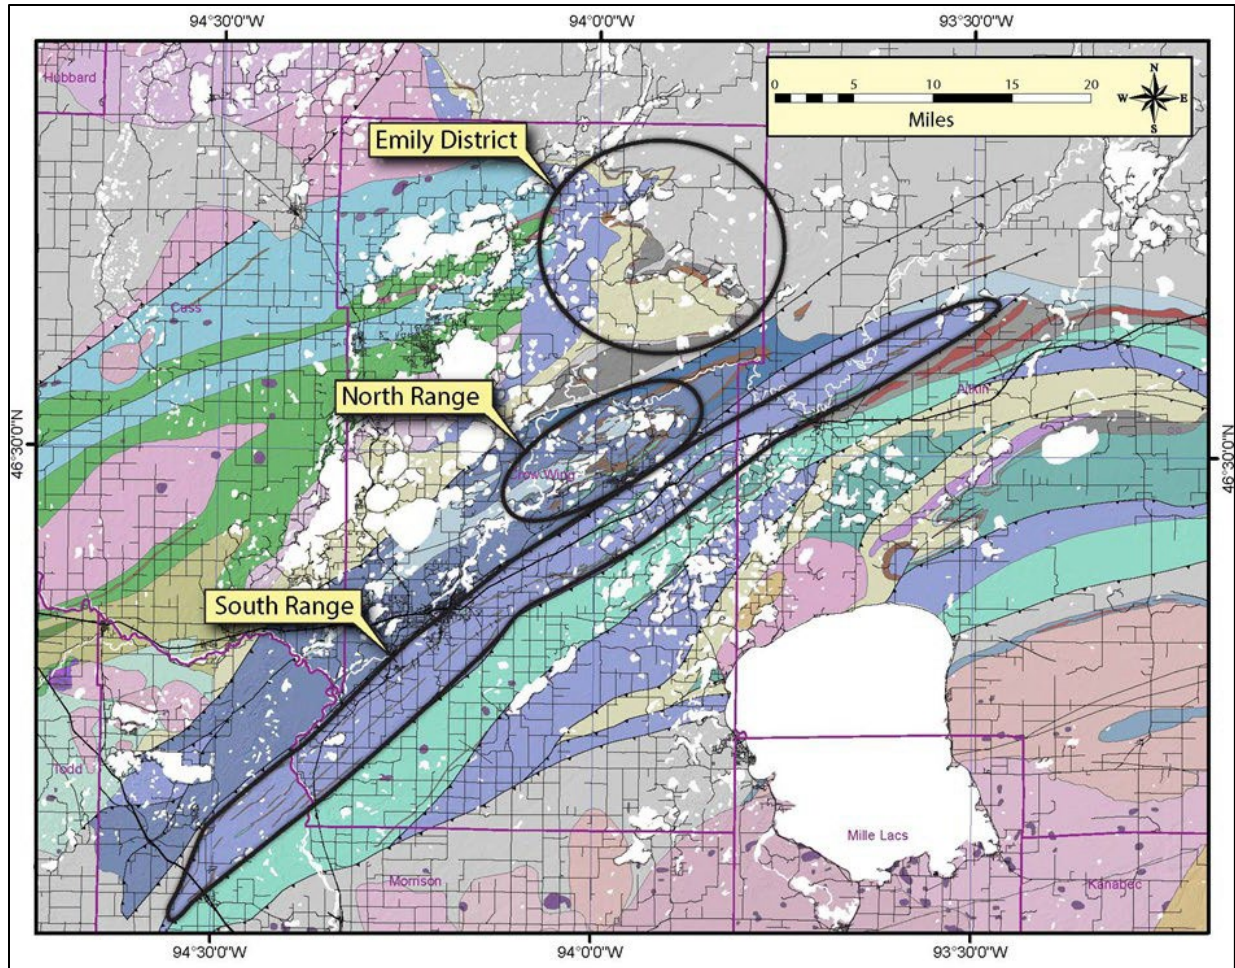 94°30'0"W 94°0'0"W 93°30'0"W
Hubbard
0 5 10 15 20
Miles
N
W E
S
Emily District
Cass
North Range
Aitkin
46°30'0"N
46°30'0"N
Crow Wing
South Range
Todd
Mille Lacs
Morrison
Kanabec
94°30'0"W 94°0'0"W 93°30'0"W